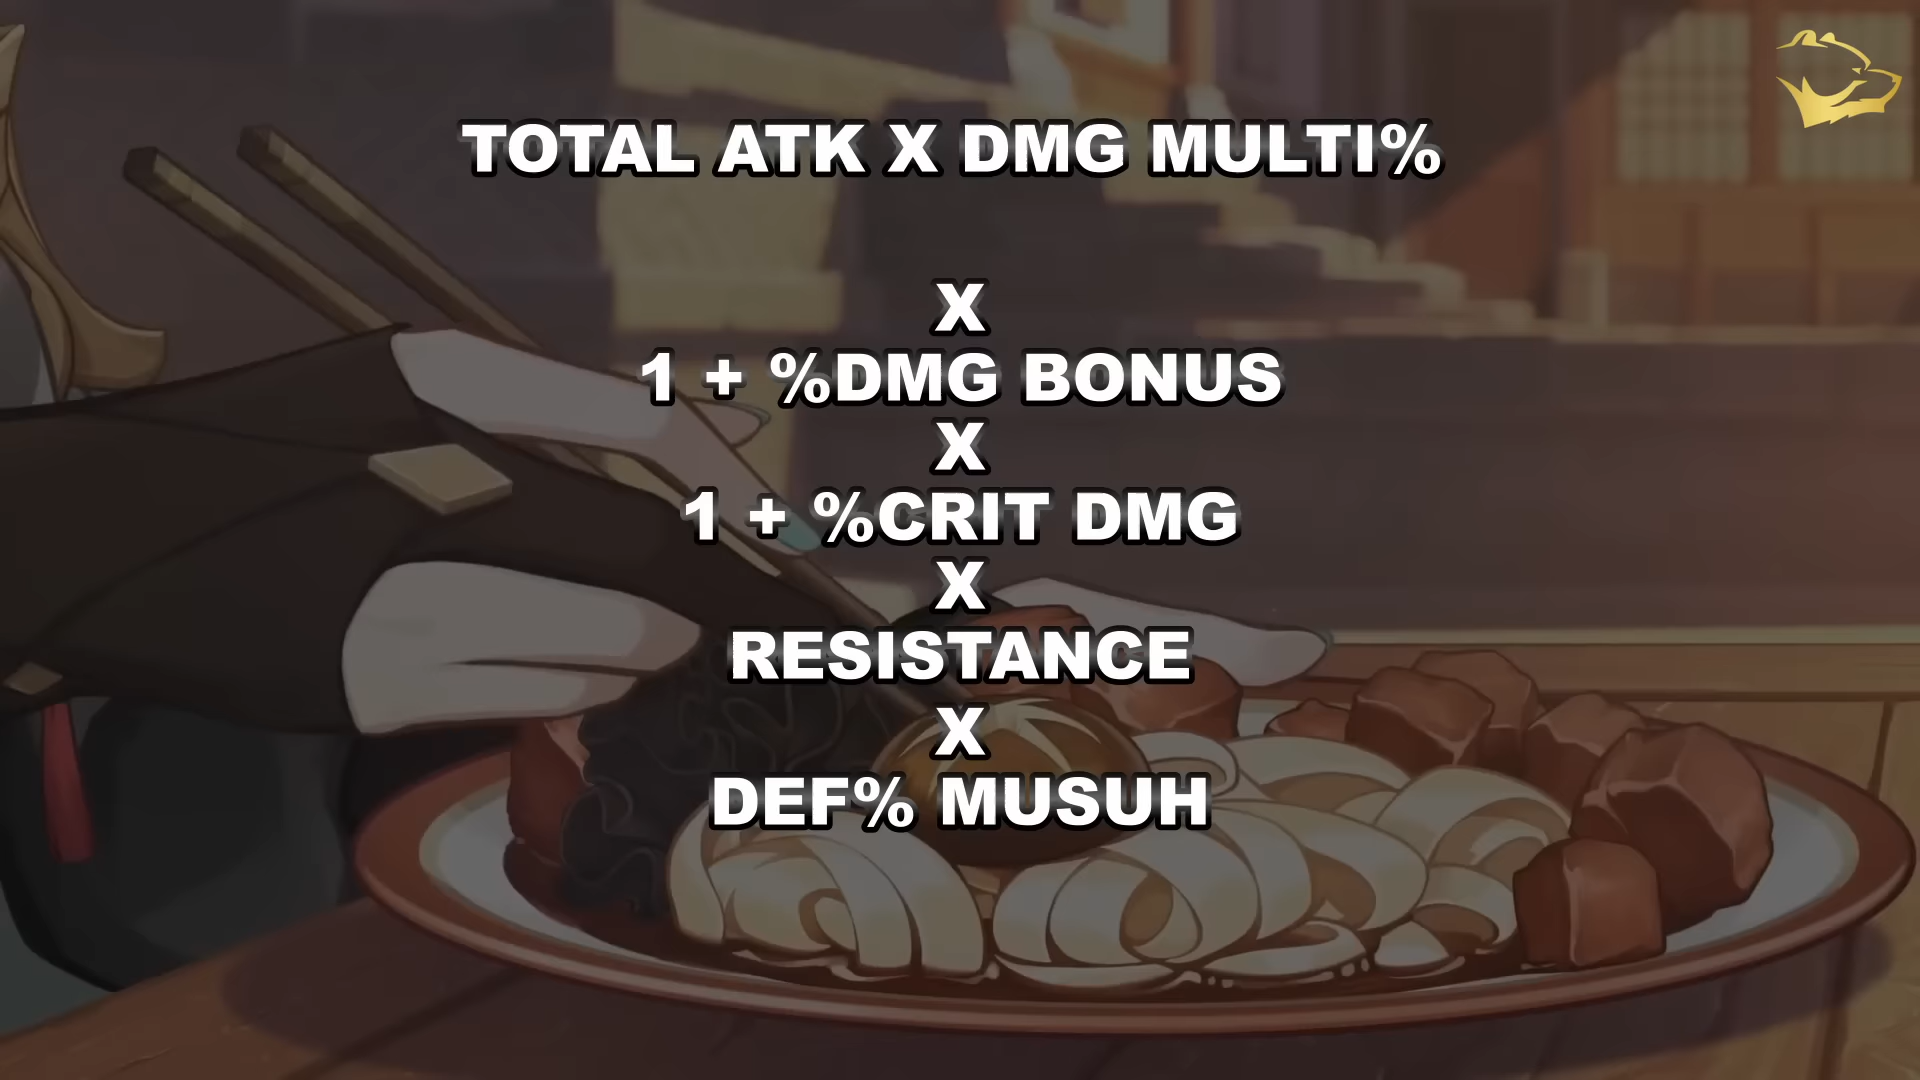 TOTAL ATK X DMG MULTI%
X
1 + %DMG BONUS
X
1 + %CRIT DMG
X
RESISTANCE
X
DEF% MUSUH